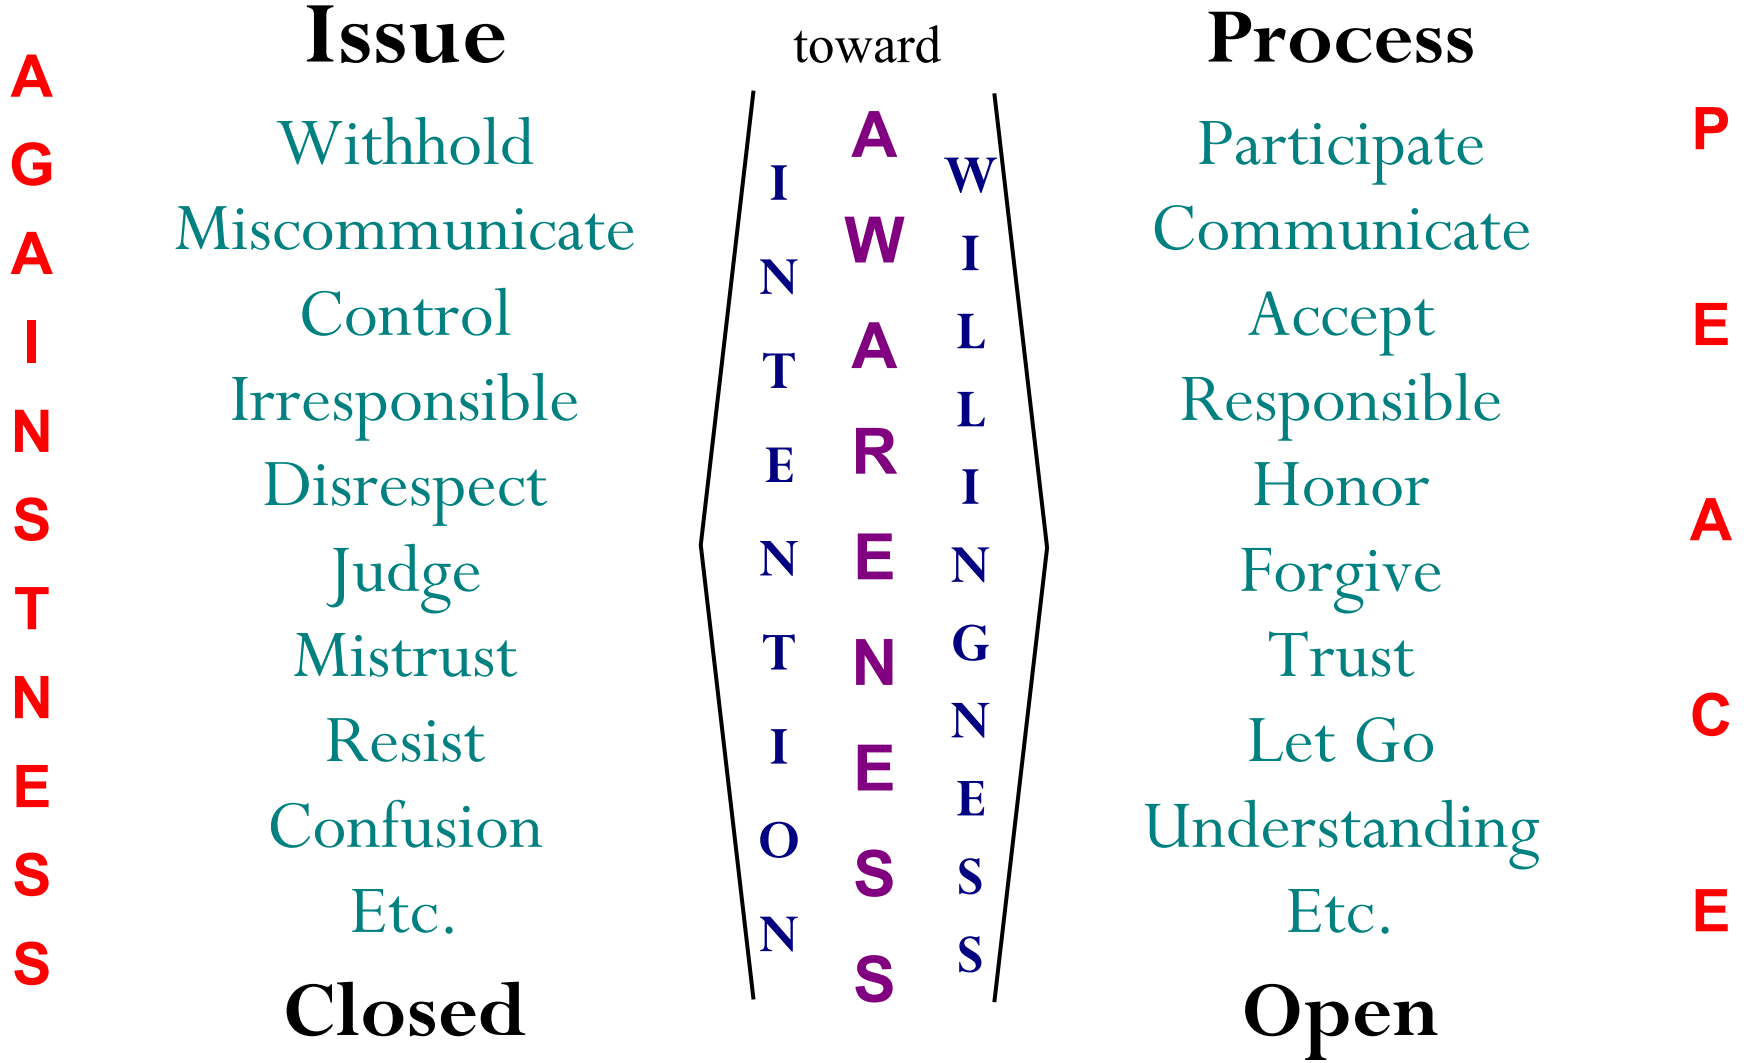 AGAINSTNESS
Issue
Withhold
Miscommunicate
Control
Irresponsible
Disrespect
Judge
Mistrust
Resist
Confusion
Etc.
Closed
toward
INTENTION
AWARENESS
WILLINGNESS
Process
Participate
Communicate
Accept
Responsible
Honor
Forgive
Trust
Let Go
Understanding
Etc.
Open
PEACE